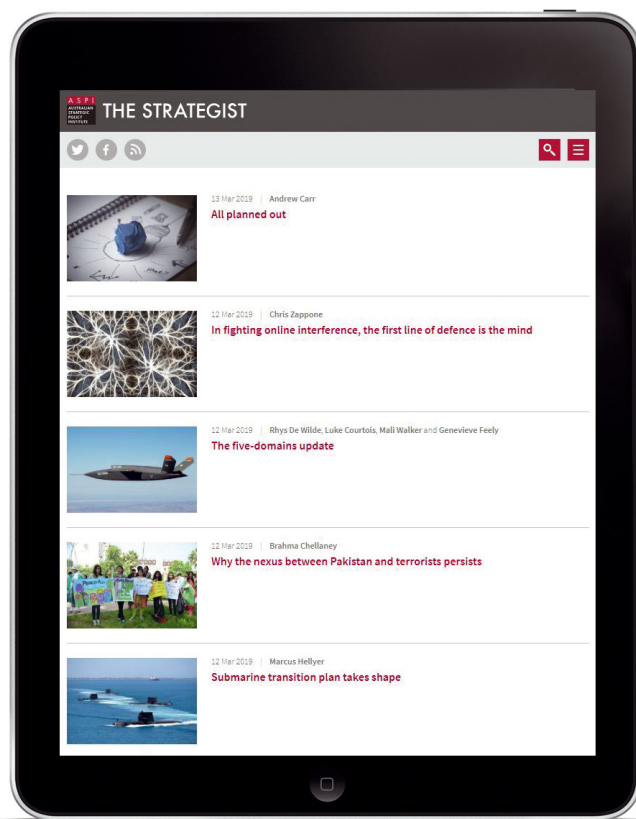 ASPI
AUSTRALIAN
STRATEGIC
POLICY
INSTITUTE
THE STRATEGIST
13 Mar 2019 | Andrew Carr
All planned out
12 Mar 2019 | Chris Zappone
In fighting online interference, the first line of defence is the mind
12 Mar 2019 | Rhys De Wilde, Luke Courtois, Mali Walker and Genevieve Feely
The five-domains update
12 Mar 2019 | Brahma Chellaney
Why the nexus between Pakistan and terrorists persists
12 Mar 2019 | Marcus Hellyer
Submarine transition plan takes shape